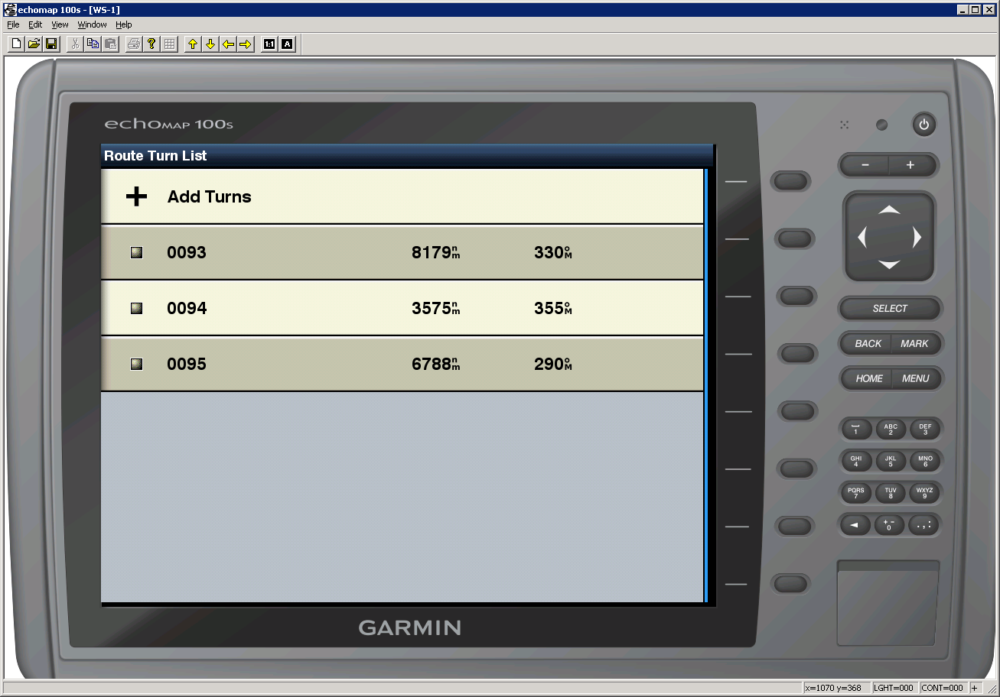 echomap 100s - [WS-1]
File Edit View Window Help
1:1 A
echoMAP 100s
Route Turn List
Add Turns
0093 8179nm 330°M
0094 3575nm 355°M
0095 6788nm 290°M
GARMIN
- +
SELECT
BACK MARK
HOME MENU
1 ABC 2 DEF 3
GHI 4 JKL 5 MNO 6
PQRS 7 TUV 8 WXYZ 9
◄ + - 0 . , :
x=1070 y=368 LGHT=000 CONT=000 +